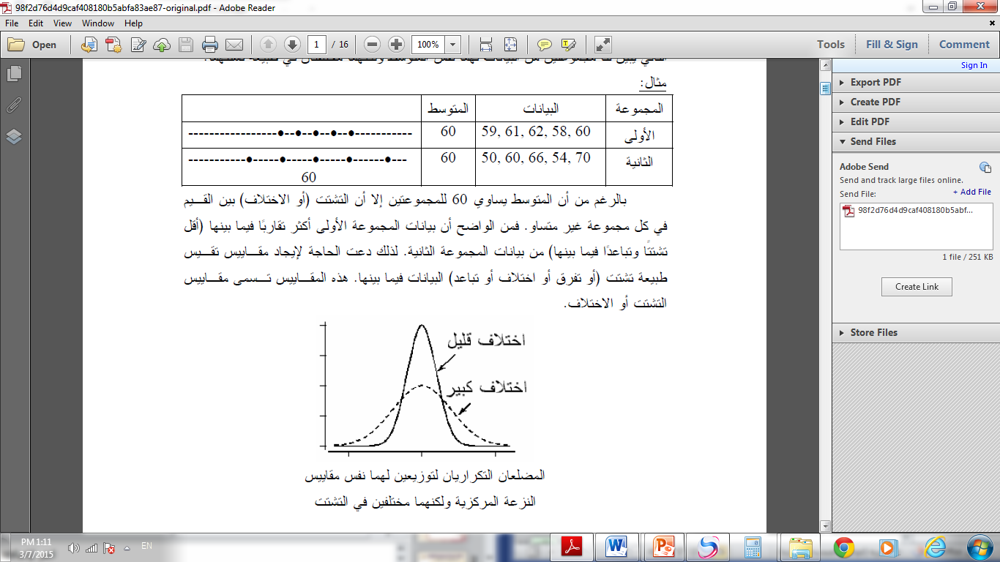 98f2d76d4d9caf408180b5abfa83ae87-original.pdf - Adobe Reader
File Edit View Window Help
Open 1 / 16 100% Tools Fill & Sign Comment
Sign In
Export PDF
Create PDF
Edit PDF
Send Files
Adobe Send
Send and track large files online.
Send File: + Add File
98f2d76d4d9caf408180b5abf...
1 file / 251 KB
Create Link
Store Files
مثال:
المجموعة البيانات المتوسط
الأولى 59, 61, 62, 58, 60 60
الثانية 50, 60, 66, 54, 70 60
60
بالرغم من أن المتوسط يساوي 60 للمجموعتين إلا أن التشتت (أو الاختلاف) بين القـــيم
في كل مجموعة غير متساو. فمن الواضح أن بيانات المجموعة الأولى أكثر تقاربًا فيما بينها (أقل
تشتتًا وتباعدًا فيما بينها) من بيانات المجموعة الثانية. لذلك دعت الحاجة لإيجاد مقـــاييس تقـــيس
طبيعة تشتت (أو تفرق أو اختلاف أو تباعد) البيانات فيما بينها. هذه المقـــاييس تـــسمى مقـــاييس
التشتت أو الاختلاف.
اختلاف قليل
اختلاف كبير
المضلعان التكراريان لتوزيعين لهما نفس مقاييس
النزعة المركزية ولكنهما مختلفين في التشتت
PM 1:11
3/7/2015
EN